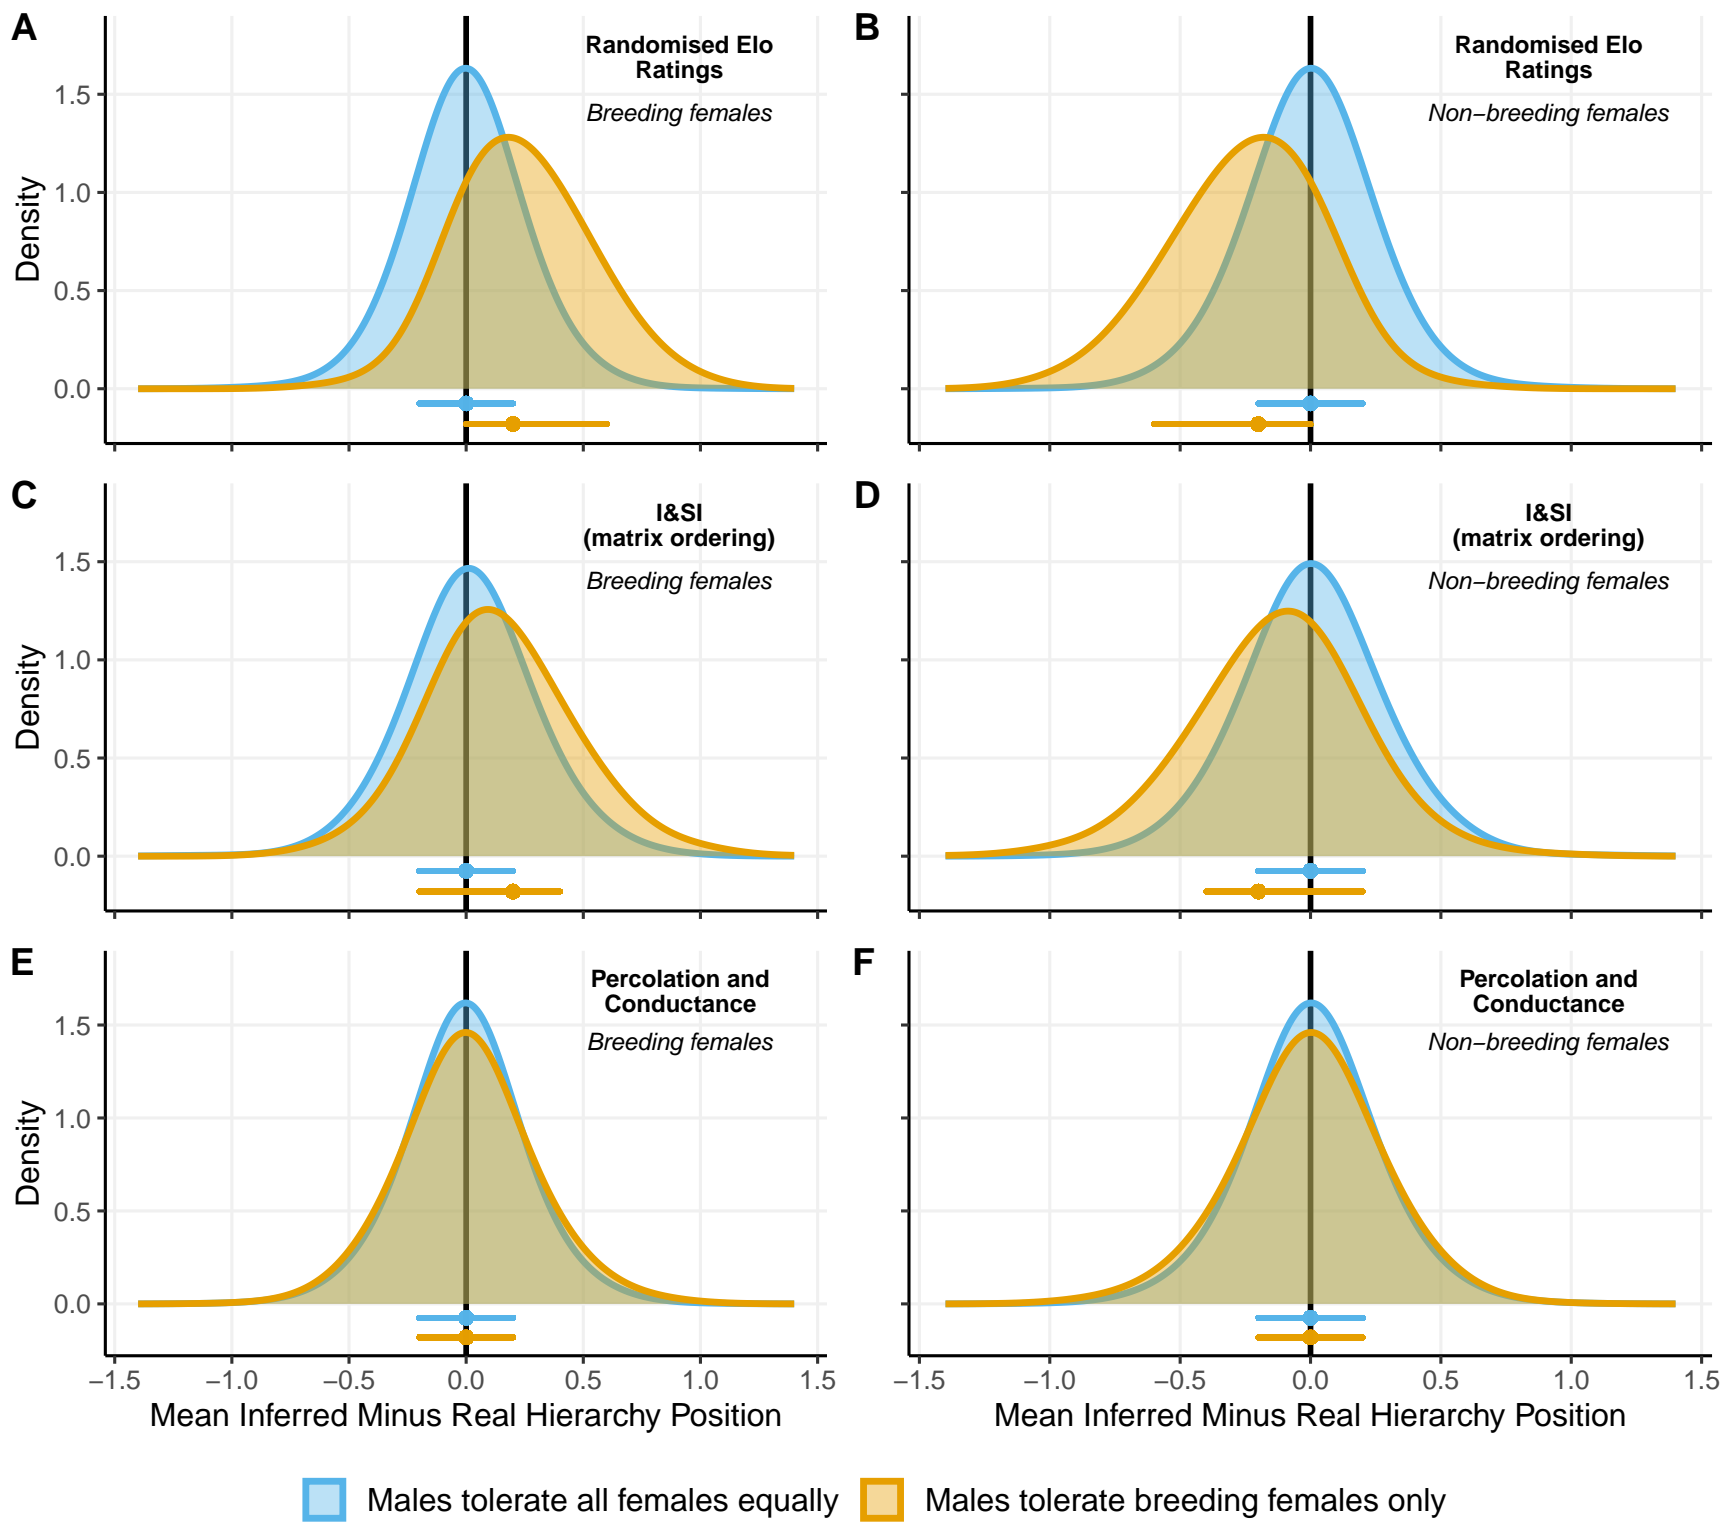 A
Randomised Elo
Ratings
Breeding females
Density
1.5
1.0
0.5
0.0
B
Randomised Elo
Ratings
Non−breeding females
C
I&SI
(matrix ordering)
Breeding females
Density
1.5
1.0
0.5
0.0
D
I&SI
(matrix ordering)
Non−breeding females
E
Percolation and
Conductance
Breeding females
Density
1.5
1.0
0.5
0.0
−1.5 −1.0 −0.5 0.0 0.5 1.0 1.5
Mean Inferred Minus Real Hierarchy Position
F
Percolation and
Conductance
Non−breeding females
−1.5 −1.0 −0.5 0.0 0.5 1.0 1.5
Mean Inferred Minus Real Hierarchy Position
Males tolerate all females equally
Males tolerate breeding females only